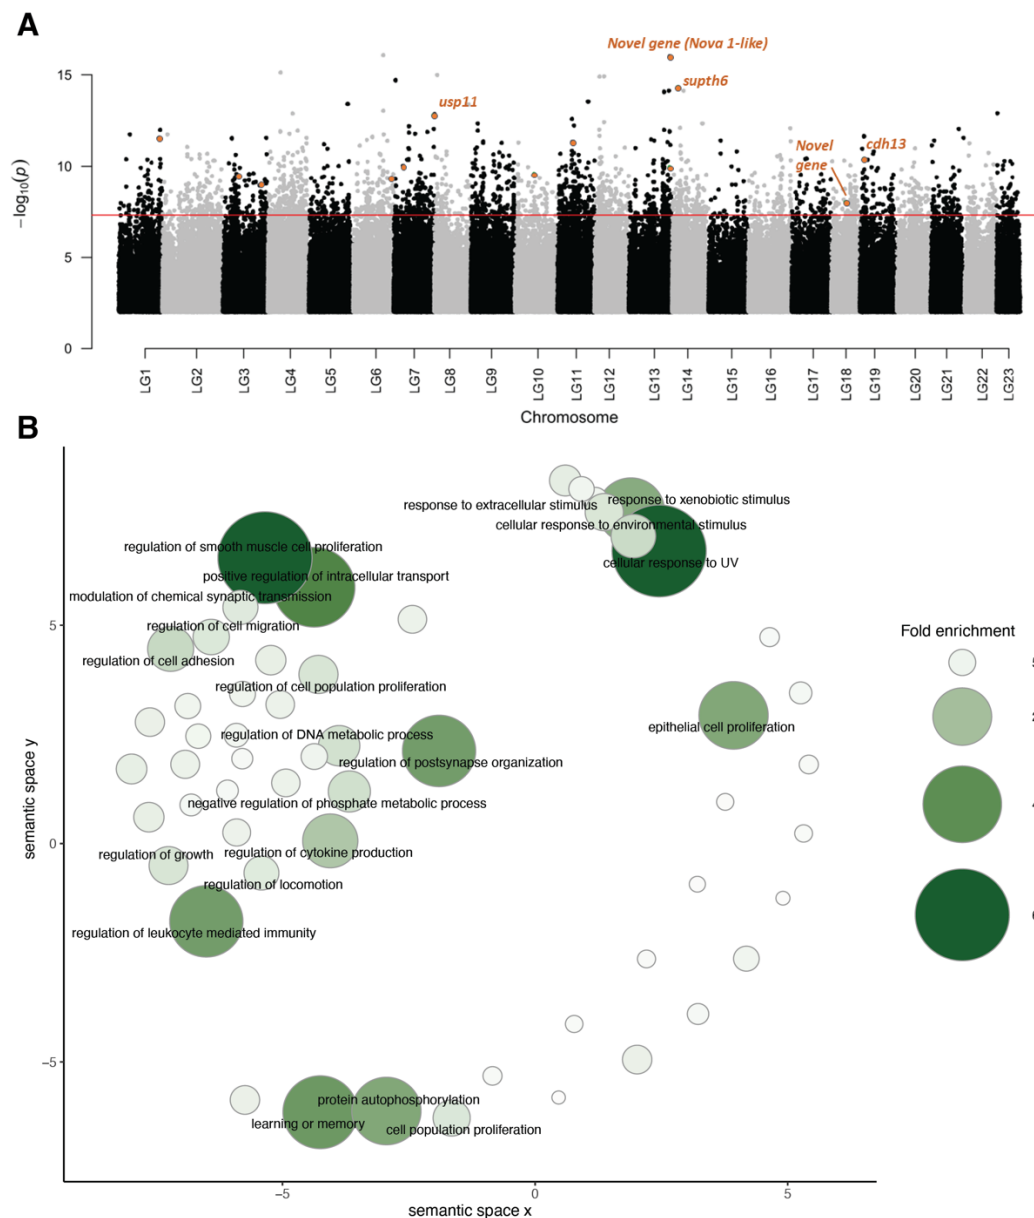 A
Novel gene (Nova 1-like)
15
supth6
usp11
Novel
gene
cdh13
10
−log10(p)
5
0
LG1
LG2
LG3
LG4
LG5
LG6
LG7
LG8
LG9
LG10
LG11
LG12
LG13
LG14
LG15
LG16
LG17
LG18
LG19
LG20
LG21
LG22
LG23
Chromosome
B
response to extracellular stimulus
response to xenobiotic stimulus
cellular response to environmental stimulus
regulation of smooth muscle cell proliferation
cellular response to UV
positive regulation of intracellular transport
modulation of chemical synaptic transmission
5
regulation of cell migration
Fold enrichment
regulation of cell adhesion
regulation of cell population proliferation
epithelial cell proliferation
regulation of DNA metabolic process
regulation of postsynapse organization
negative regulation of phosphate metabolic process
semantic space y
0
regulation of growth
regulation of cytokine production
regulation of locomotion
regulation of leukocyte mediated immunity
−5
protein autophosphorylation
learning or memory
cell population proliferation
−5
0
5
semantic space x